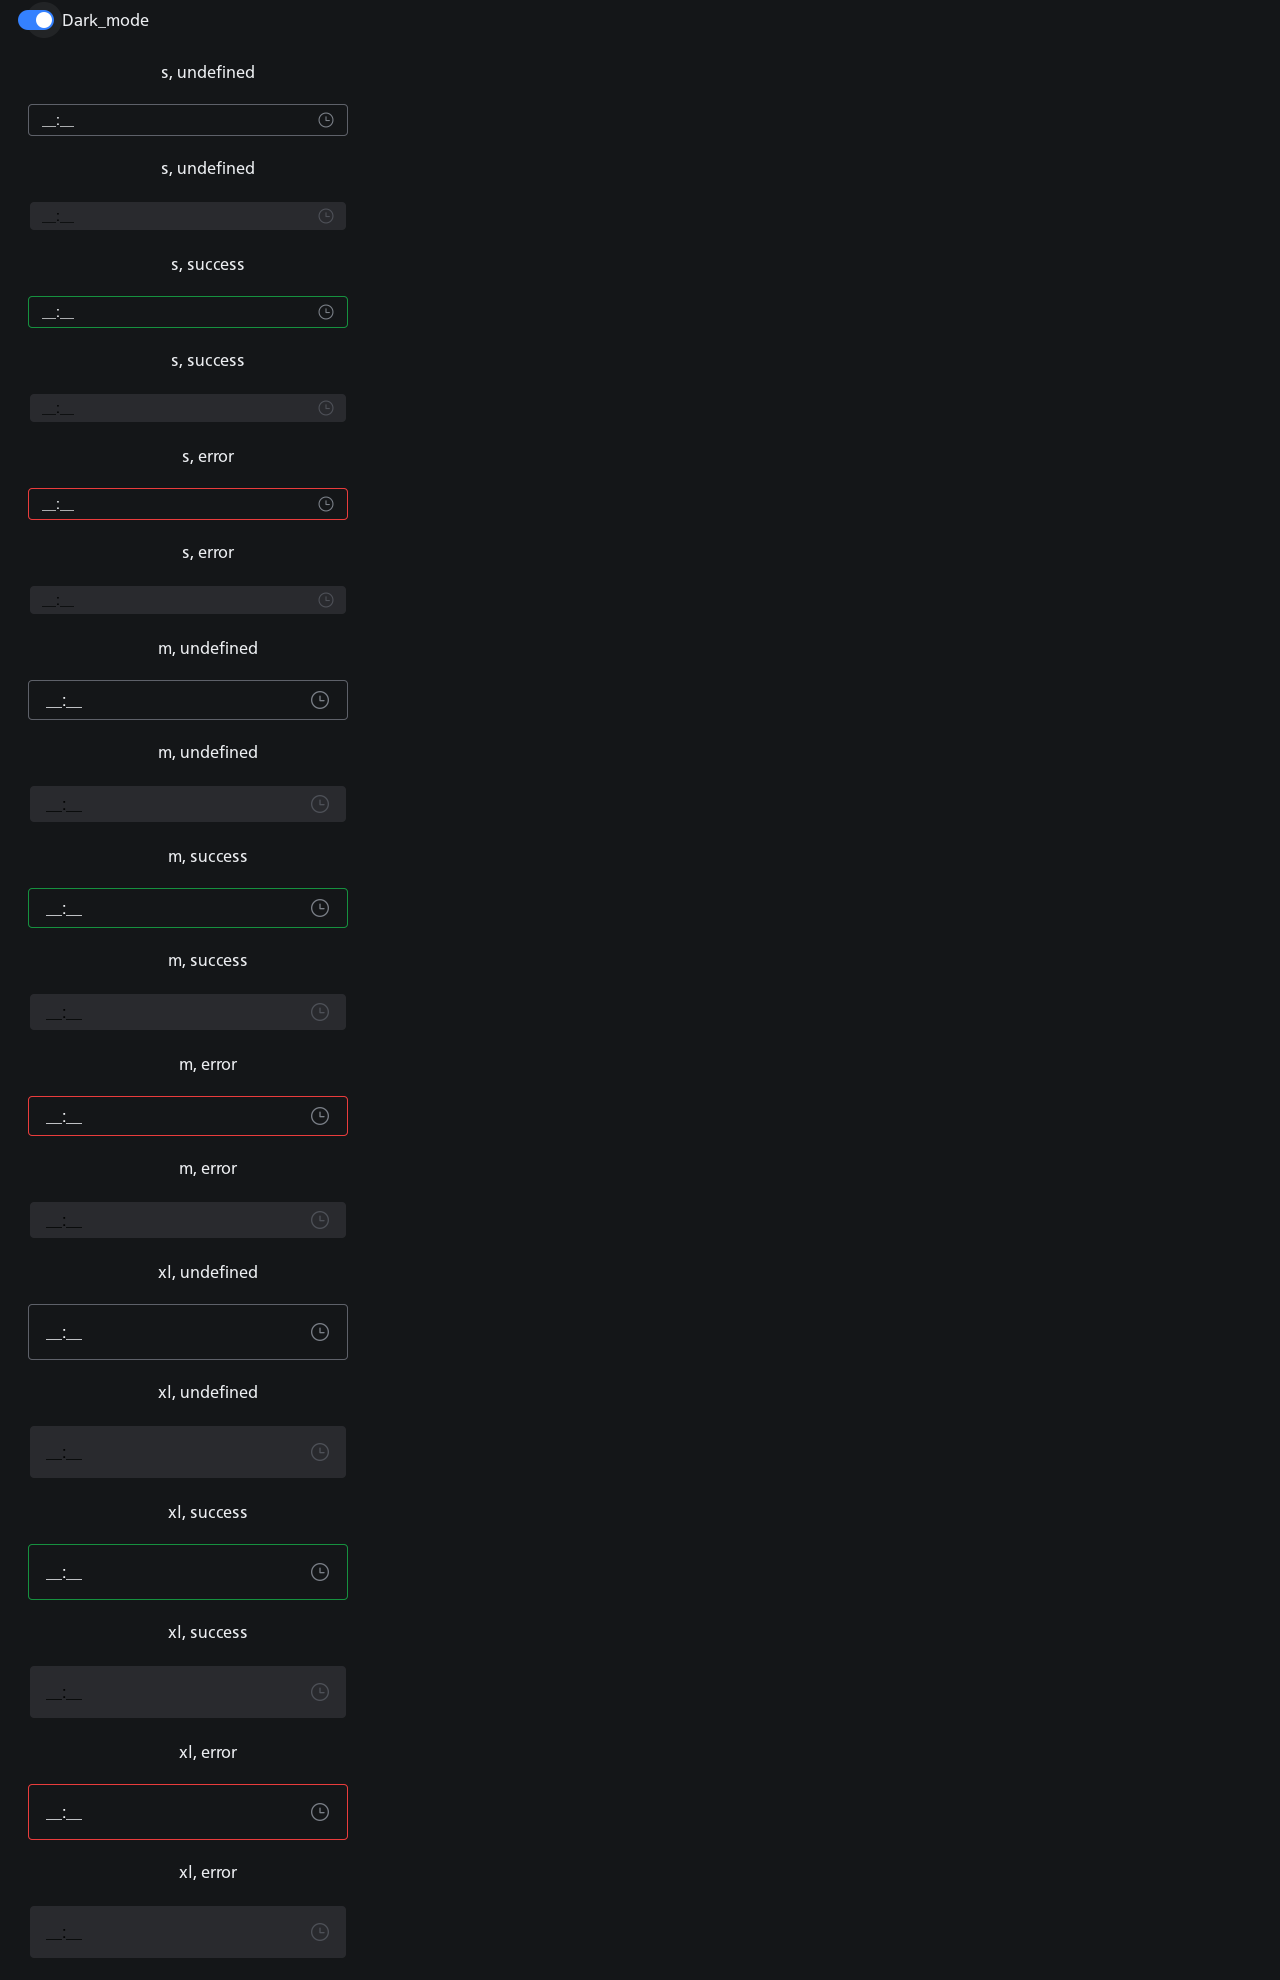 Dark_mode
s, undefined
__:__
s, undefined
__:__
s, success
__:__
s, success
__:__
s, error
__:__
s, error
__:__
m, undefined
__:__
m, undefined
__:__
m, success
__:__
m, success
__:__
m, error
__:__
m, error
__:__
xl, undefined
__:__
xl, undefined
__:__
xl, success
__:__
xl, success
__:__
xl, error
__:__
xl, error
__:__